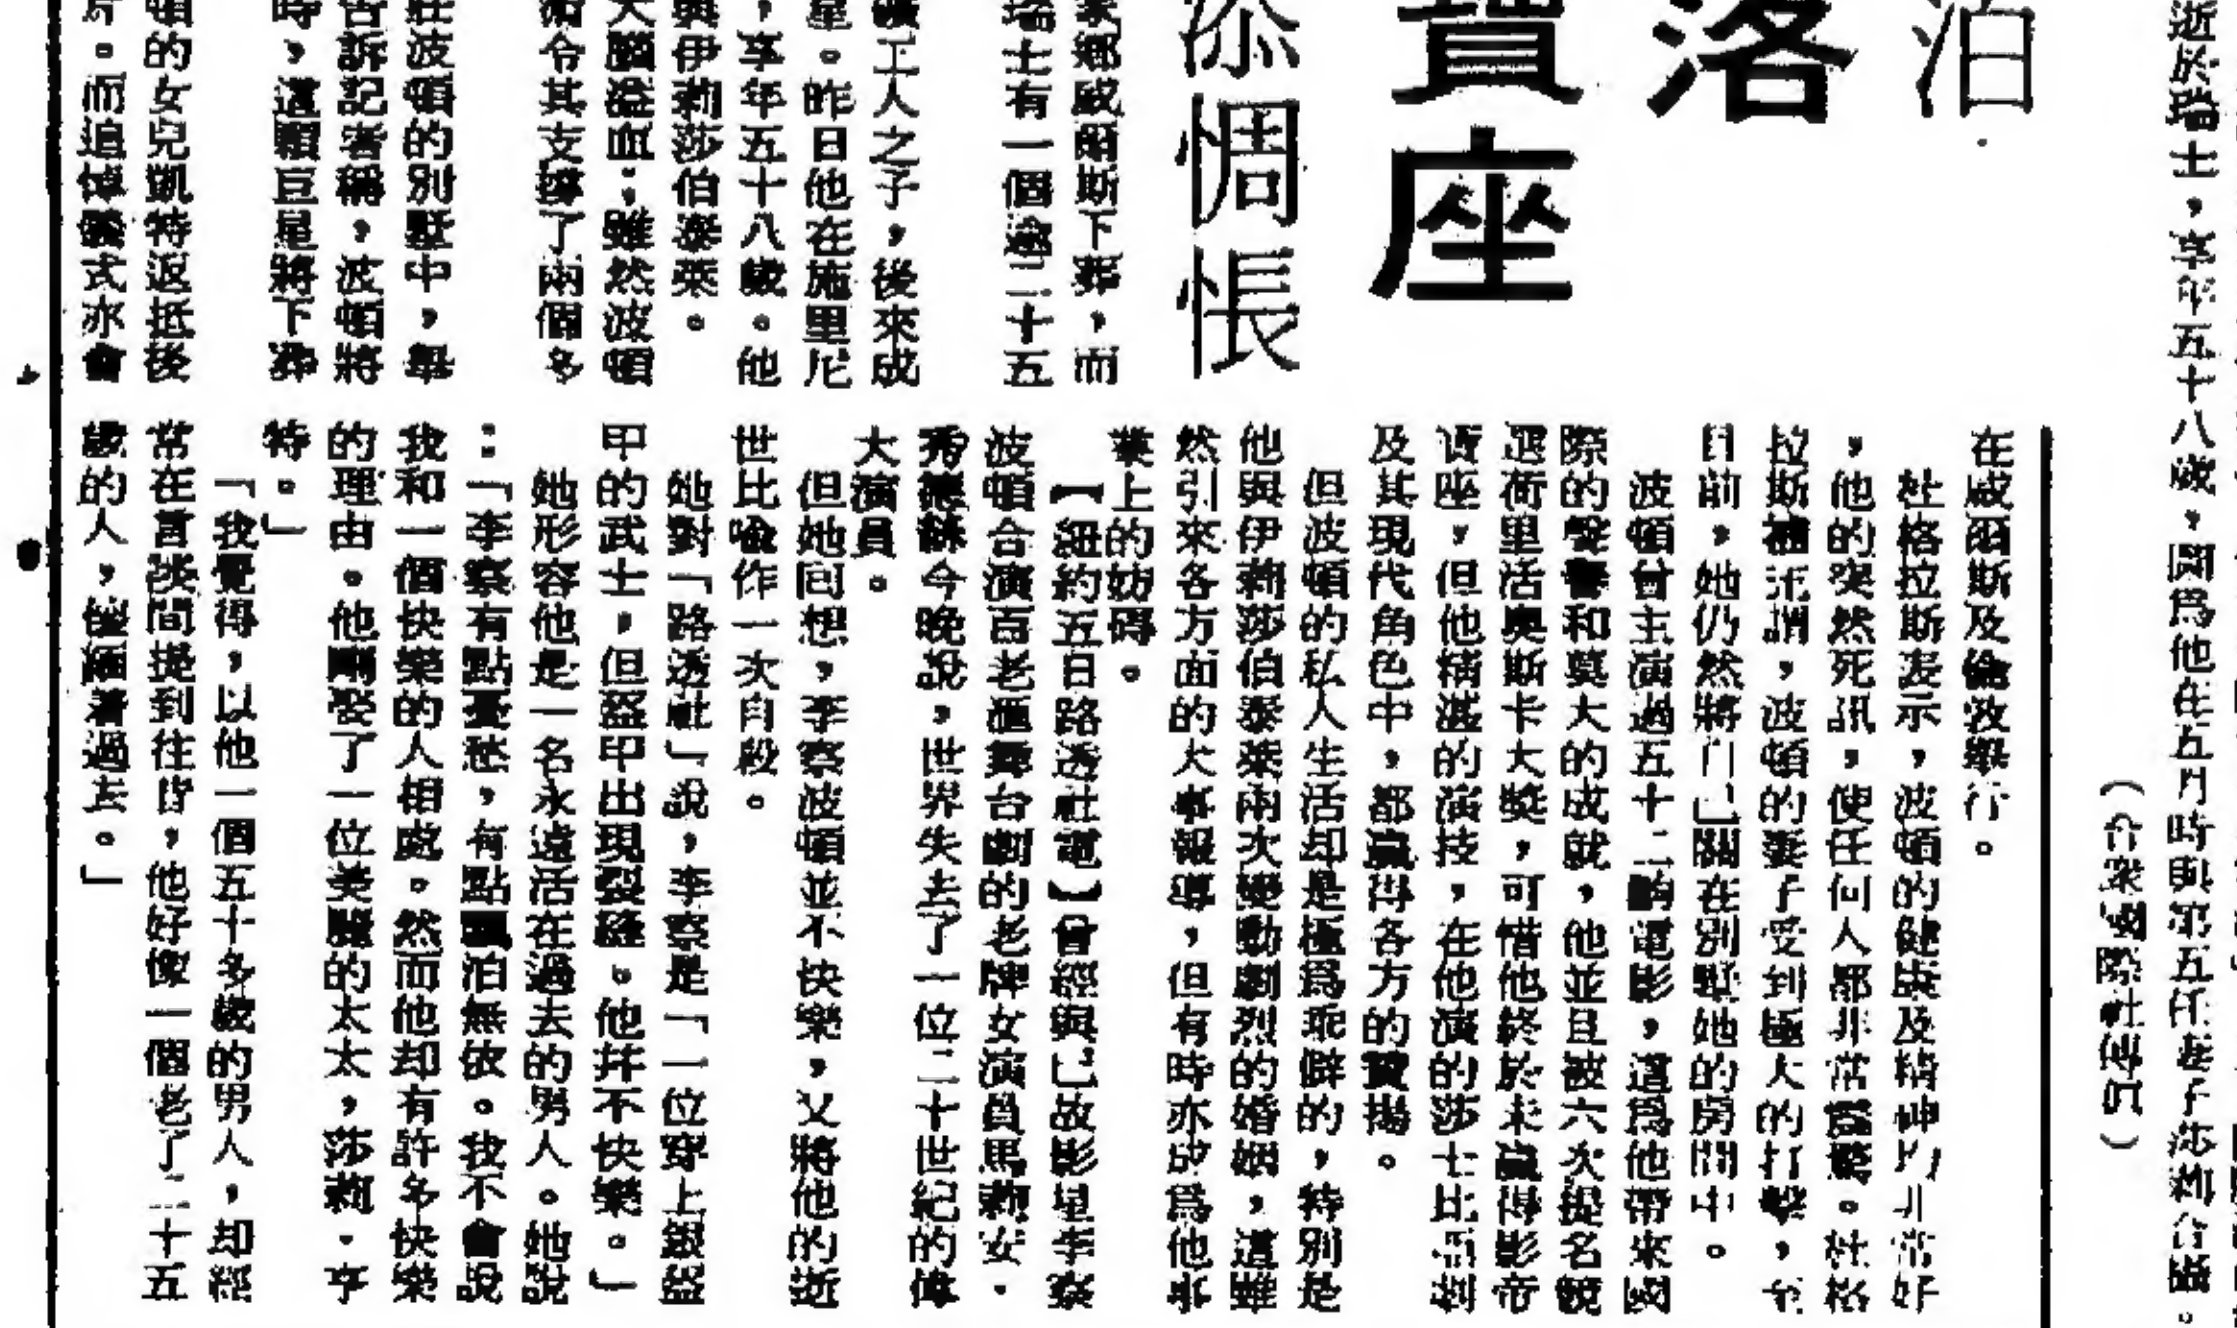 逝於瑞士，享年五十八歲，圖爲他在五月時與第五任妻子莎莉合攝。
（合衆國際社傳眞）
泊
落
寶座
添惆悵
家鄉威爾斯下葬，而
瑞士有一個逾二十五
礦工人之子，後來成
星。昨日他在施里尼
，享年五十八歲。他
與伊莉莎伯泰萊。
大腦溢血；雖然波頓
術令其支撐了兩個多
莊波頓的別墅中，舉
告訴記者稱，波頓將
時，這顆巨星將下葬
頓的女兒凱特返抵後
。而追悼儀式亦會
在威爾斯及倫敦舉行。
杜格拉斯表示，波頓的健康及精神均非常好
，他的突然死訊，使任何人都非常震驚。杜格
拉斯補充謂，波頓的妻子受到極大的打擊，到
目前，她仍然將自己關在別墅她的房間中。
波頓曾主演過五十二齣電影，這爲他帶來國
際的聲譽和莫大的成就，他並且被六次提名競
選荷里活奧斯卡大獎，可惜他終於未贏得影帝
寶座，但他精湛的演技，在他演的莎士比亞劇
及其現代角色中，都贏得各方的贊揚。
但波頓的私人生活却是極爲乖僻的，特別是
他與伊莉莎伯泰萊兩次變動劇烈的婚姻，這雖
然引來各方面的大事報導，但有時亦成爲他事
業上的妨碍。
【紐約五日路透社電】曾經與已故影星李察
波頓合演百老滙舞台劇的老牌女演員馬莉安．
秀德絲今晚說，世界失去了一位二十世紀的偉
大演員。
但她回想，李察波頓並不快樂，又將他的逝
世比喻作一次自殺。
她對「路透社」說，李察是「一位穿上銀盔
甲的武士，但盔甲出現裂縫。他幷不快樂。」
她形容他是一名永遠活在過去的男人。她說
：「李察有點憂愁，有點飄泊無依。我不會說
我和一個快樂的人相處。然而他却有許多快樂
的理由。他剛娶了一位美麗的太太，莎莉．亨
特。」
「我覺得，以他一個五十多歲的男人，却經
常在言談間提到往昔，他好像一個老了二十五
歲的人，傴僂着過去。」